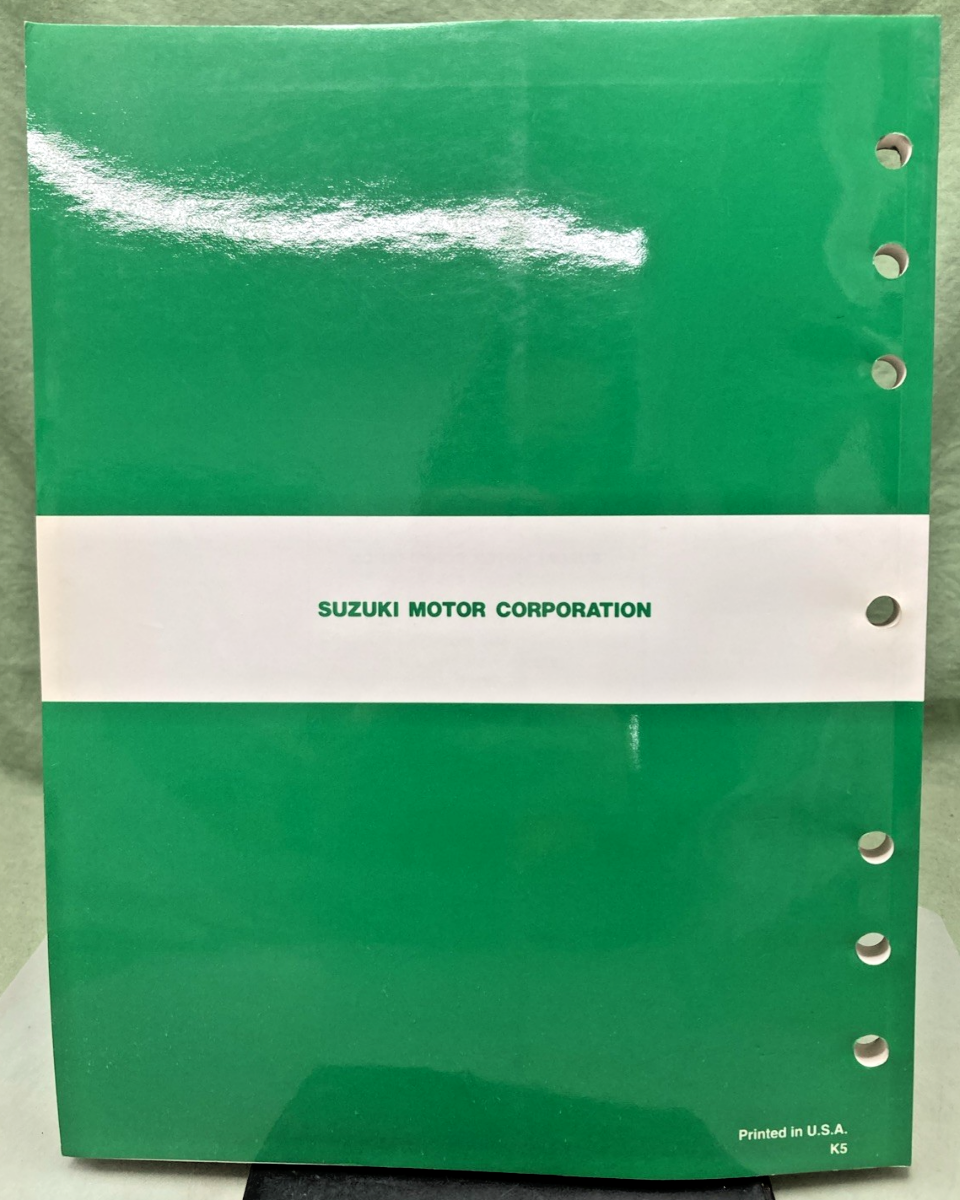 SUZUKI MOTOR CORPORATION
Printed in U.S.A.
K5